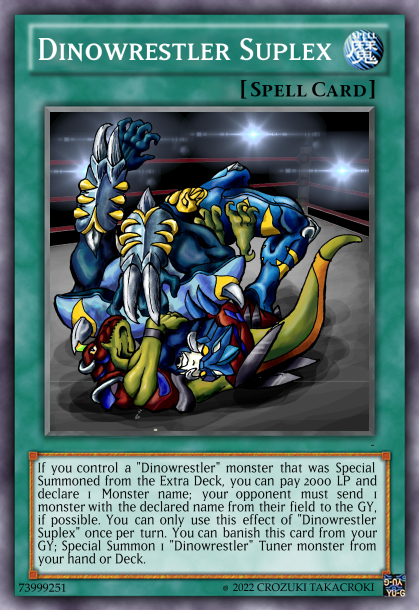 DINOWRESTLER SUPLEX 魔
[SPELL CARD]
If you control a "Dinowrestler" monster that was Special
Summoned from the Extra Deck, you can pay 2000 LP and
declare 1 Monster name; your opponent must send 1
monster with the declared name from their field to the GY,
if possible. You can only use this effect of "Dinowrestler
Suplex" once per turn. You can banish this card from your
GY; Special Summon 1 "Dinowrestler" Tuner monster from
your hand or Deck.
73999251
© 2022 CROZUKI TAKACROKI
YU-G